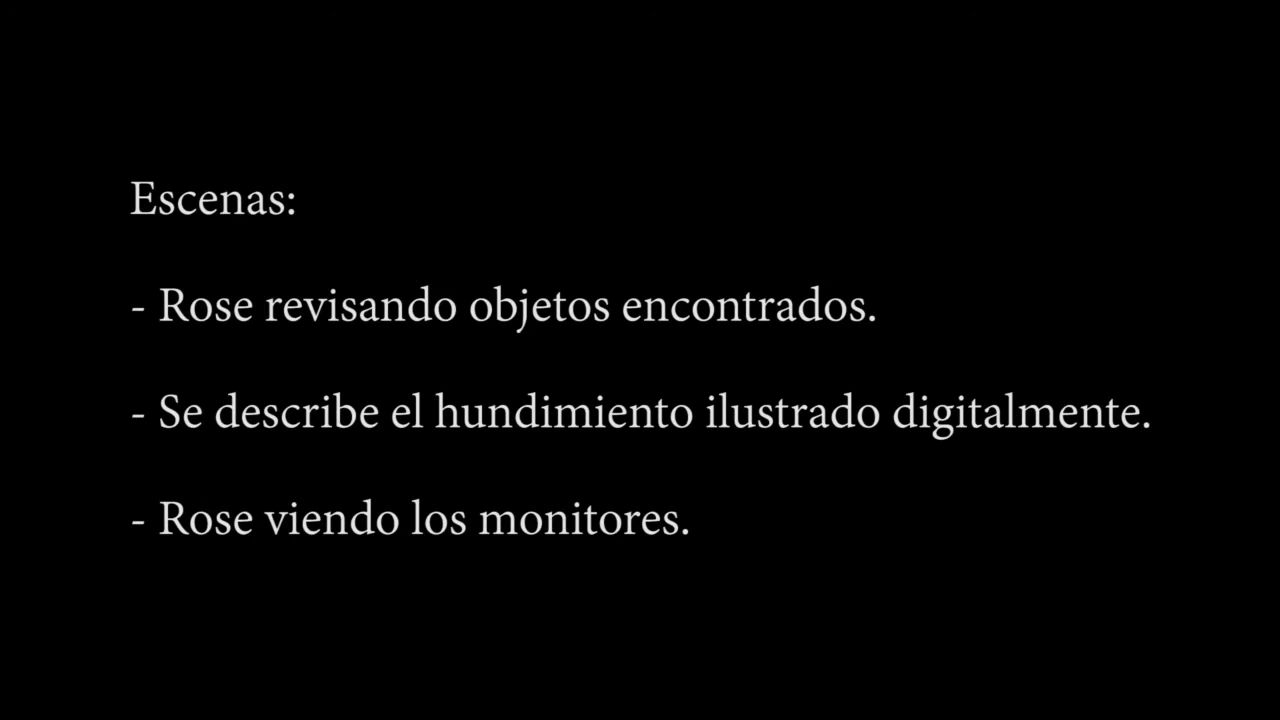 Escenas:
- Rose revisando objetos encontrados.
- Se describe el hundimiento ilustrado digitalmente.
- Rose viendo los monitores.